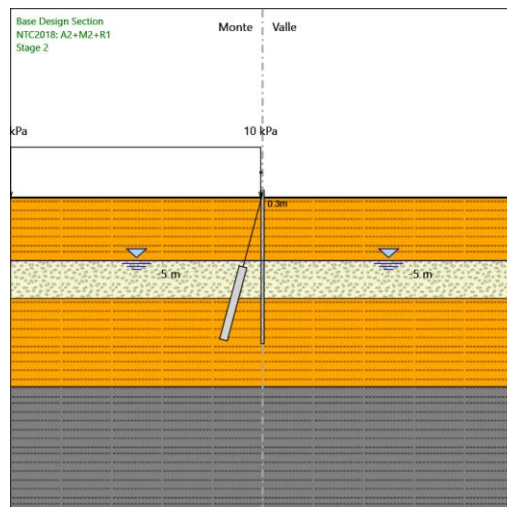 Base Design Section
NTC2018: A2+M2+R1
Stage 2
Monte Valle
kPa 10 kPa
0.3m
-5 m -5 m